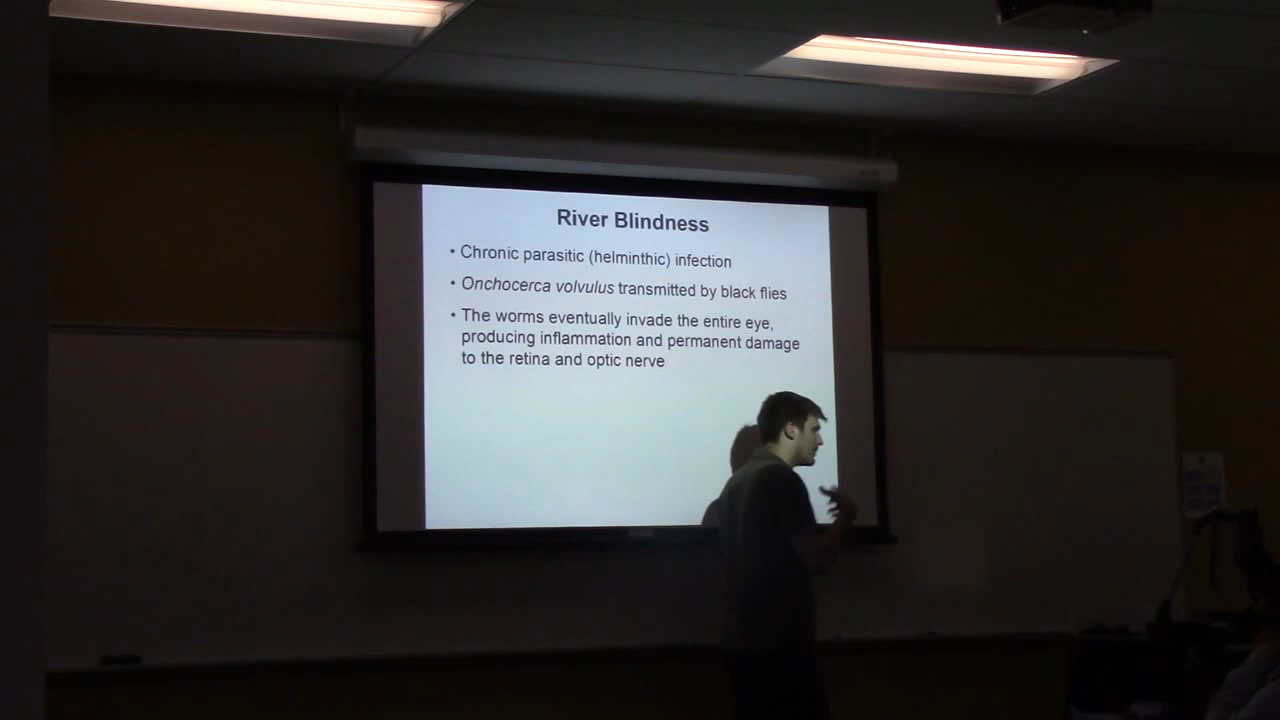 River Blindness
• Chronic parasitic (helminthic) infection
• Onchocerca volvulus transmitted by black flies
• The worms eventually invade the entire eye,
producing inflammation and permanent damage
to the retina and optic nerve